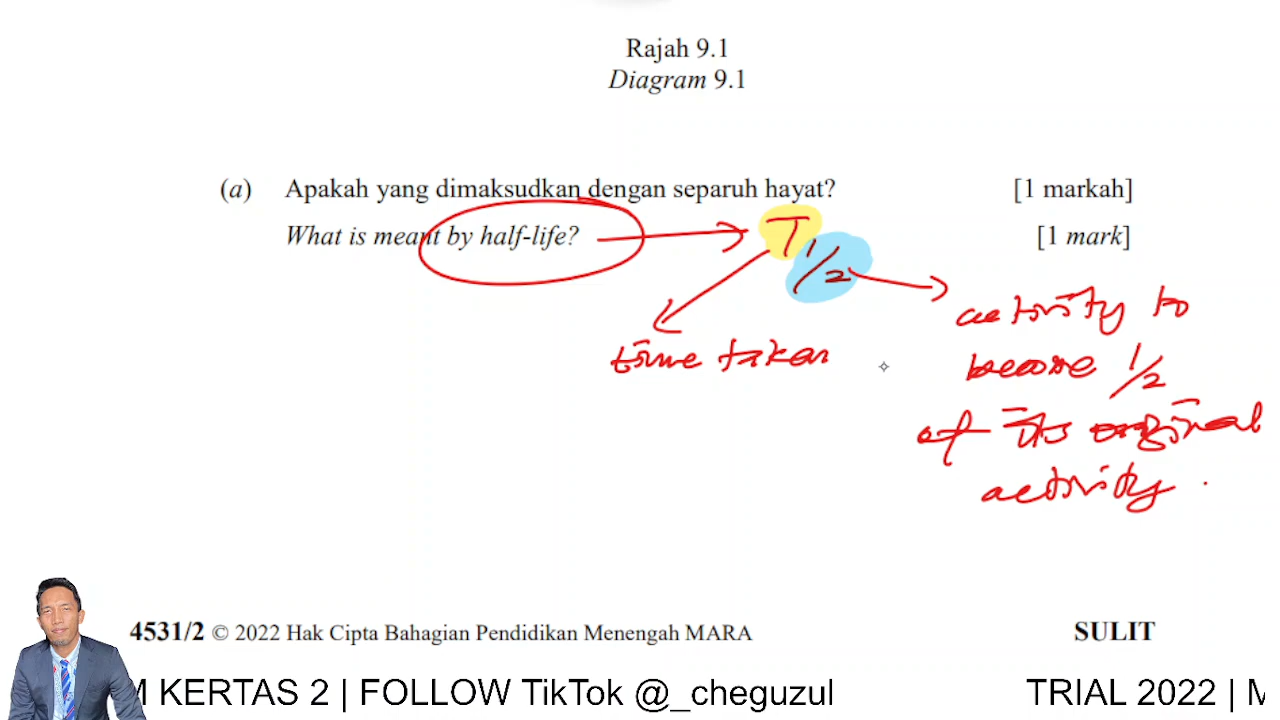 Rajah 9.1
Diagram 9.1
(a) Apakah yang dimaksudkan dengan separuh hayat? [1 markah]
What is meant by half-life? [1 mark]
T 1/2
time taken
activity to
become 1/2
of its original
activity.
4531/2 © 2022 Hak Cipta Bahagian Pendidikan Menengah MARA SULIT
M KERTAS 2 | FOLLOW TikTok @_cheguzul TRIAL 2022 | M